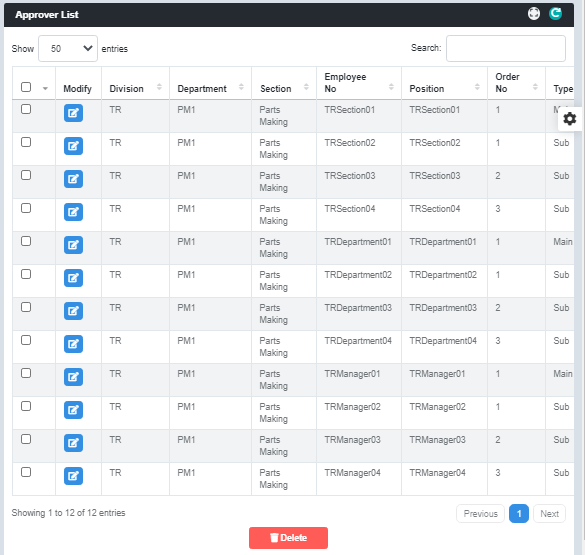 Approver List
Show 50 entries Search:
Modify Division Department Section Employee No Position Order No Type
TR PM1 Parts Making TRSection01 TRSection01 1
TR PM1 Parts Making TRSection02 TRSection02 1 Sub
TR PM1 Parts Making TRSection03 TRSection03 2 Sub
TR PM1 Parts Making TRSection04 TRSection04 3 Sub
TR PM1 Parts Making TRDepartment01 TRDepartment01 1 Main
TR PM1 Parts Making TRDepartment02 TRDepartment02 1 Sub
TR PM1 Parts Making TRDepartment03 TRDepartment03 2 Sub
TR PM1 Parts Making TRDepartment04 TRDepartment04 3 Sub
TR PM1 Parts Making TRManager01 TRManager01 1 Main
TR PM1 Parts Making TRManager02 TRManager02 1 Sub
TR PM1 Parts Making TRManager03 TRManager03 2 Sub
TR PM1 Parts Making TRManager04 TRManager04 3 Sub
Showing 1 to 12 of 12 entries Previous 1 Next
Delete